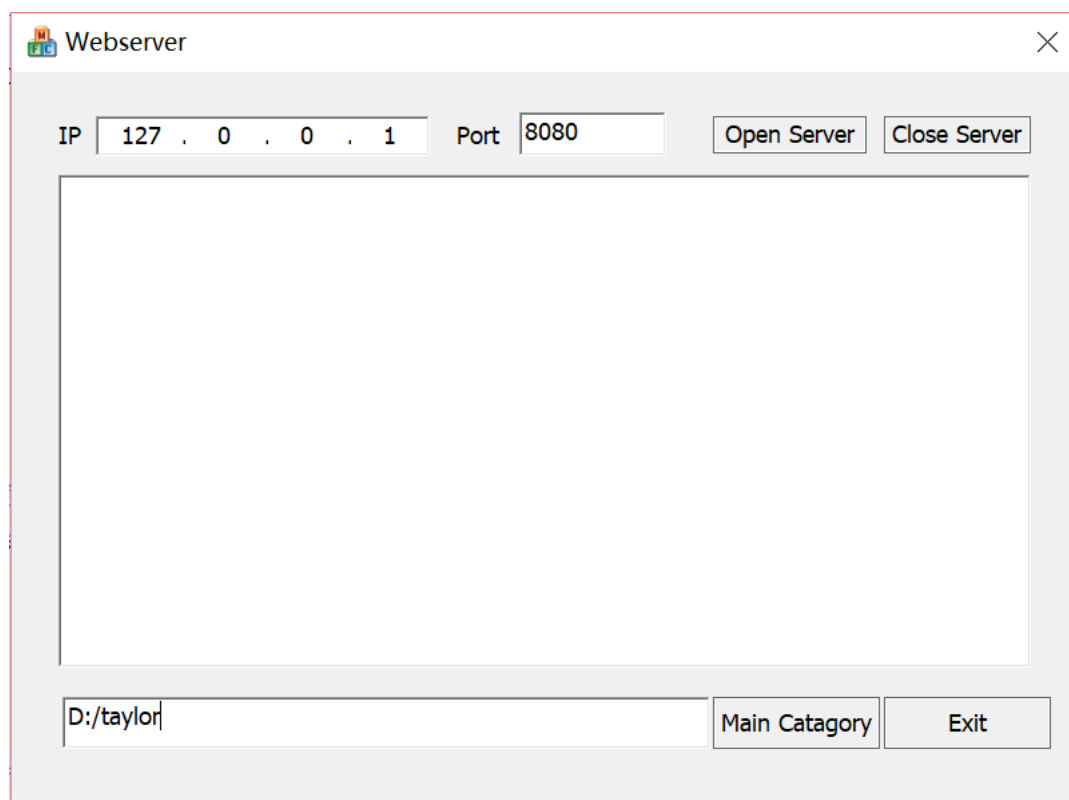 Webserver
IP 127 . 0 . 0 . 1 Port 8080 Open Server Close Server
D:/taylor Main Catagory Exit